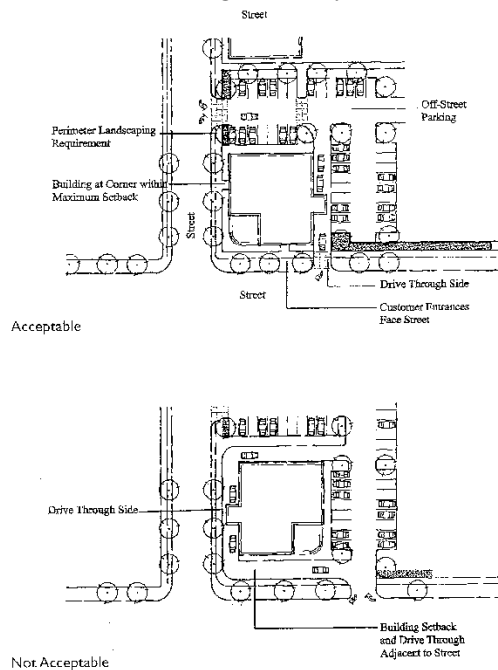 Street
Off-Street
Parking
Perimeter Landscaping
Requirement
Building at Corner within
Maximum Setback
Street
Street
Drive Through Side
Customer Entrances
Face Street
Acceptable
Drive Through Side
Building Setback
and Drive Through
Adjacent to Street
Not Acceptable